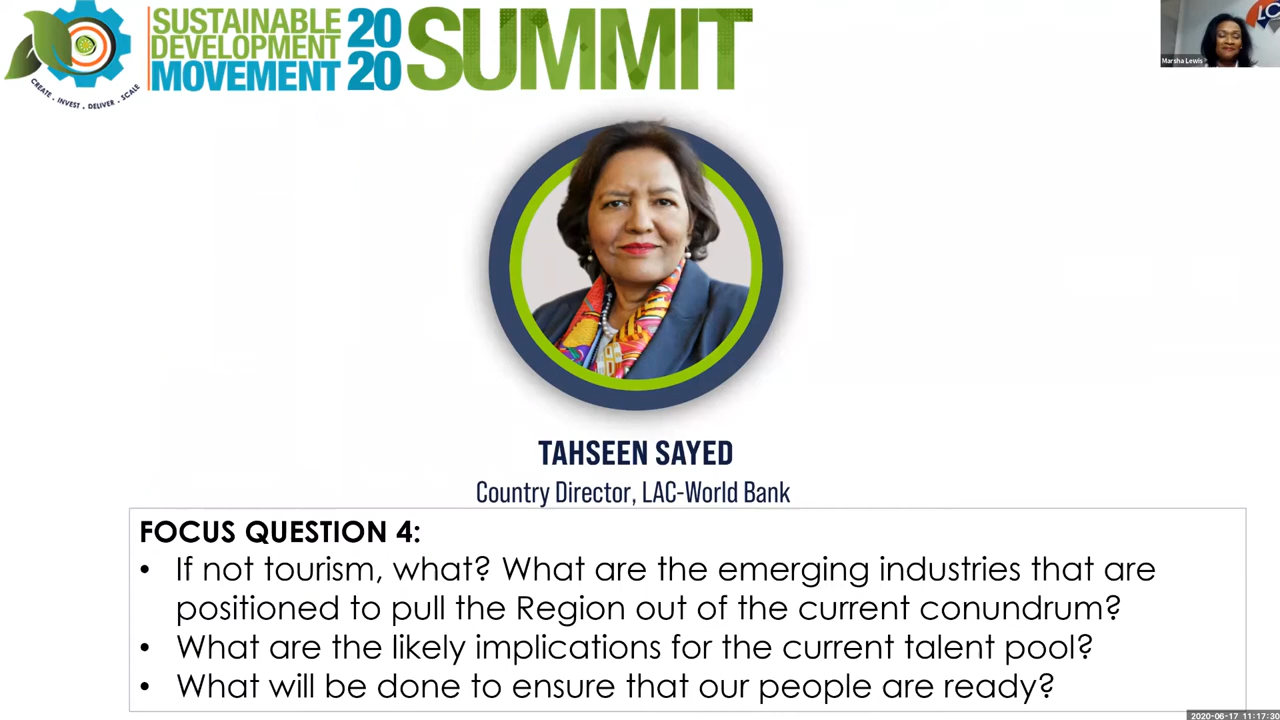 SUSTAINABLE
DEVELOPMENT
MOVEMENT
20
20
SUMMIT
CREATE . INVEST . DELIVER . SCALE
LC
Marsha Lewis
TAHSEEN SAYED
Country Director, LAC-World Bank
FOCUS QUESTION 4:
• If not tourism, what? What are the emerging industries that are
positioned to pull the Region out of the current conundrum?
• What are the likely implications for the current talent pool?
• What will be done to ensure that our people are ready?
2020-06-17 11:17:30